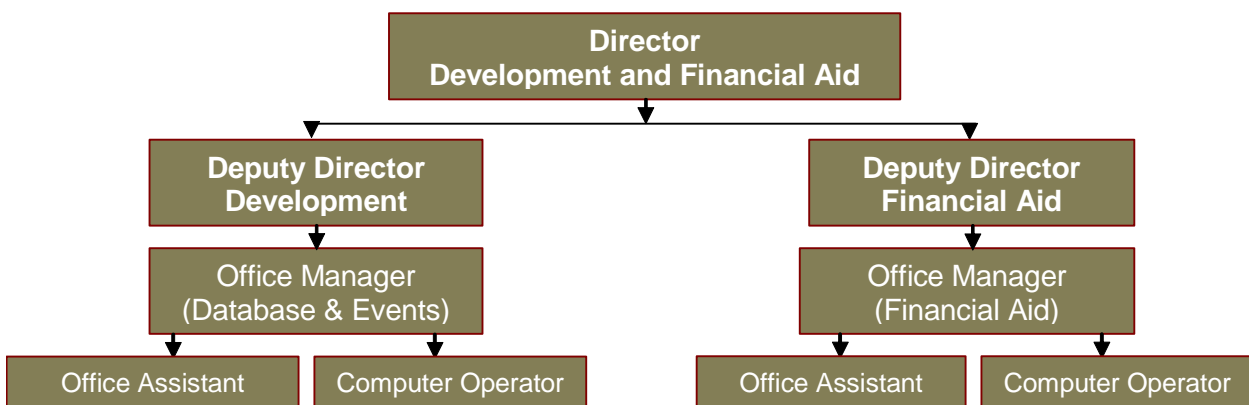 Director
Development and Financial Aid
Deputy Director
Development
Deputy Director
Financial Aid
Office Manager
(Database & Events)
Office Manager
(Financial Aid)
Office Assistant
Computer Operator
Office Assistant
Computer Operator